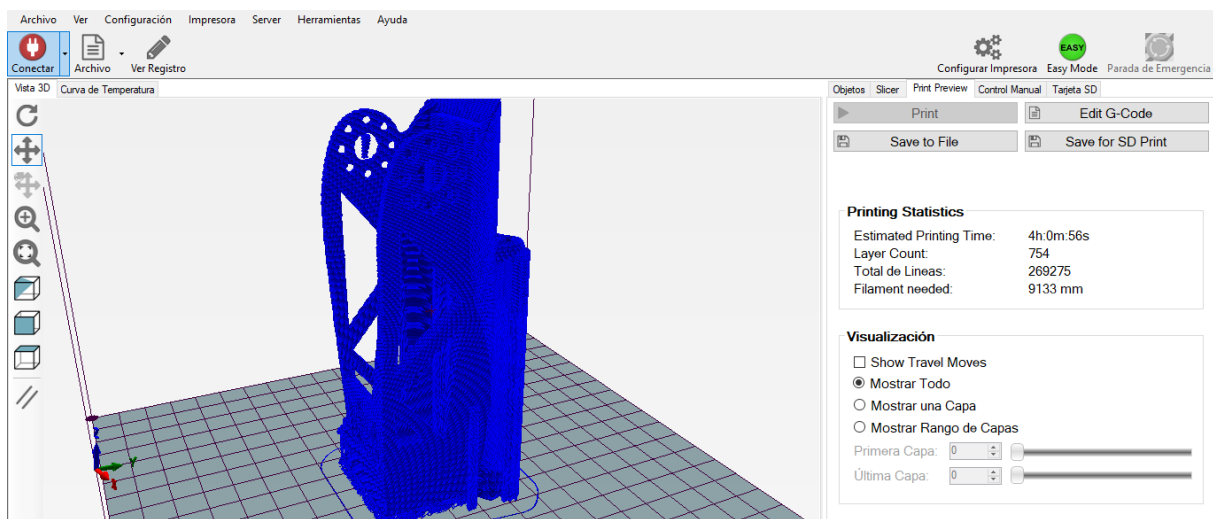 Archivo Ver Configuración Impresora Server Herramientas Ayuda
Conectar Archivo Ver Registro
Configurar Impresora EASY Easy Mode Parada de Emergencia
Vista 3D Curva de Temperatura
Objetos Slicer Print Preview Control Manual Tarjeta SD
Print Edit G-Code
Save to File Save for SD Print
Printing Statistics
Estimated Printing Time: 4h:0m:56s
Layer Count: 754
Total de Lineas: 269275
Filament needed: 9133 mm
Visualización
Show Travel Moves
Mostrar Todo
Mostrar una Capa
Mostrar Rango de Capas
Primera Capa: 0
Última Capa: 0
Y